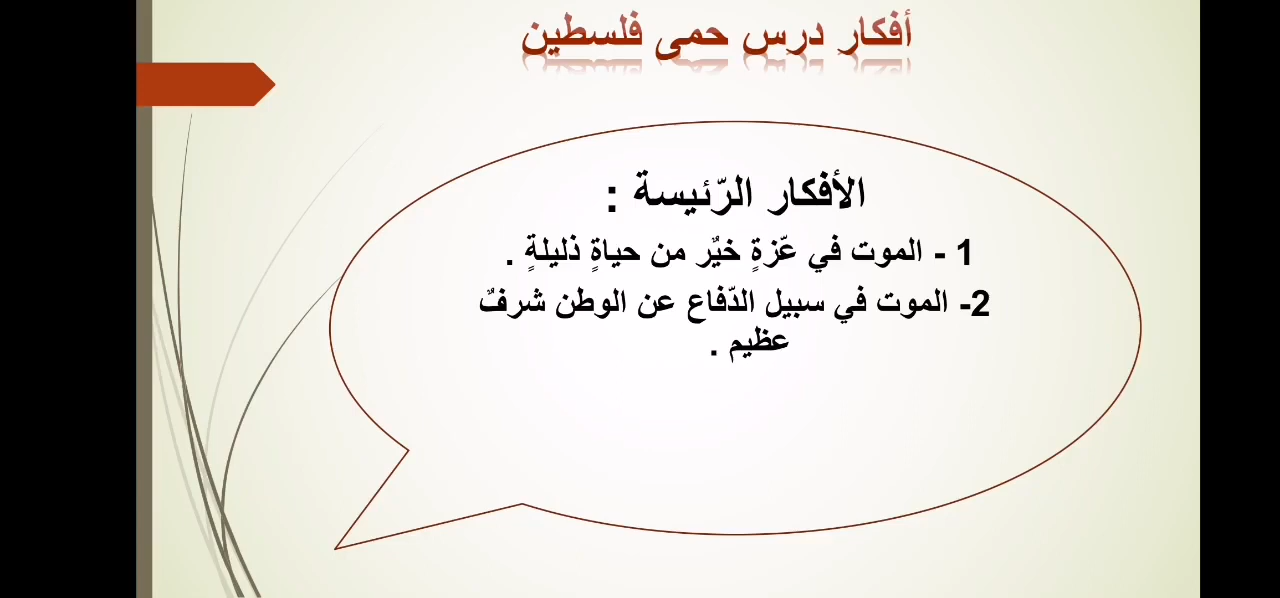 أفكار درس حمى فلسطين
الأفكار الرّئيسة :
1 - الموت في عّزةٍ خيٌر من حياةٍ ذليلةٍ .
2- الموت في سبيل الدّفاع عن الوطن شرفٌ
عظيم .